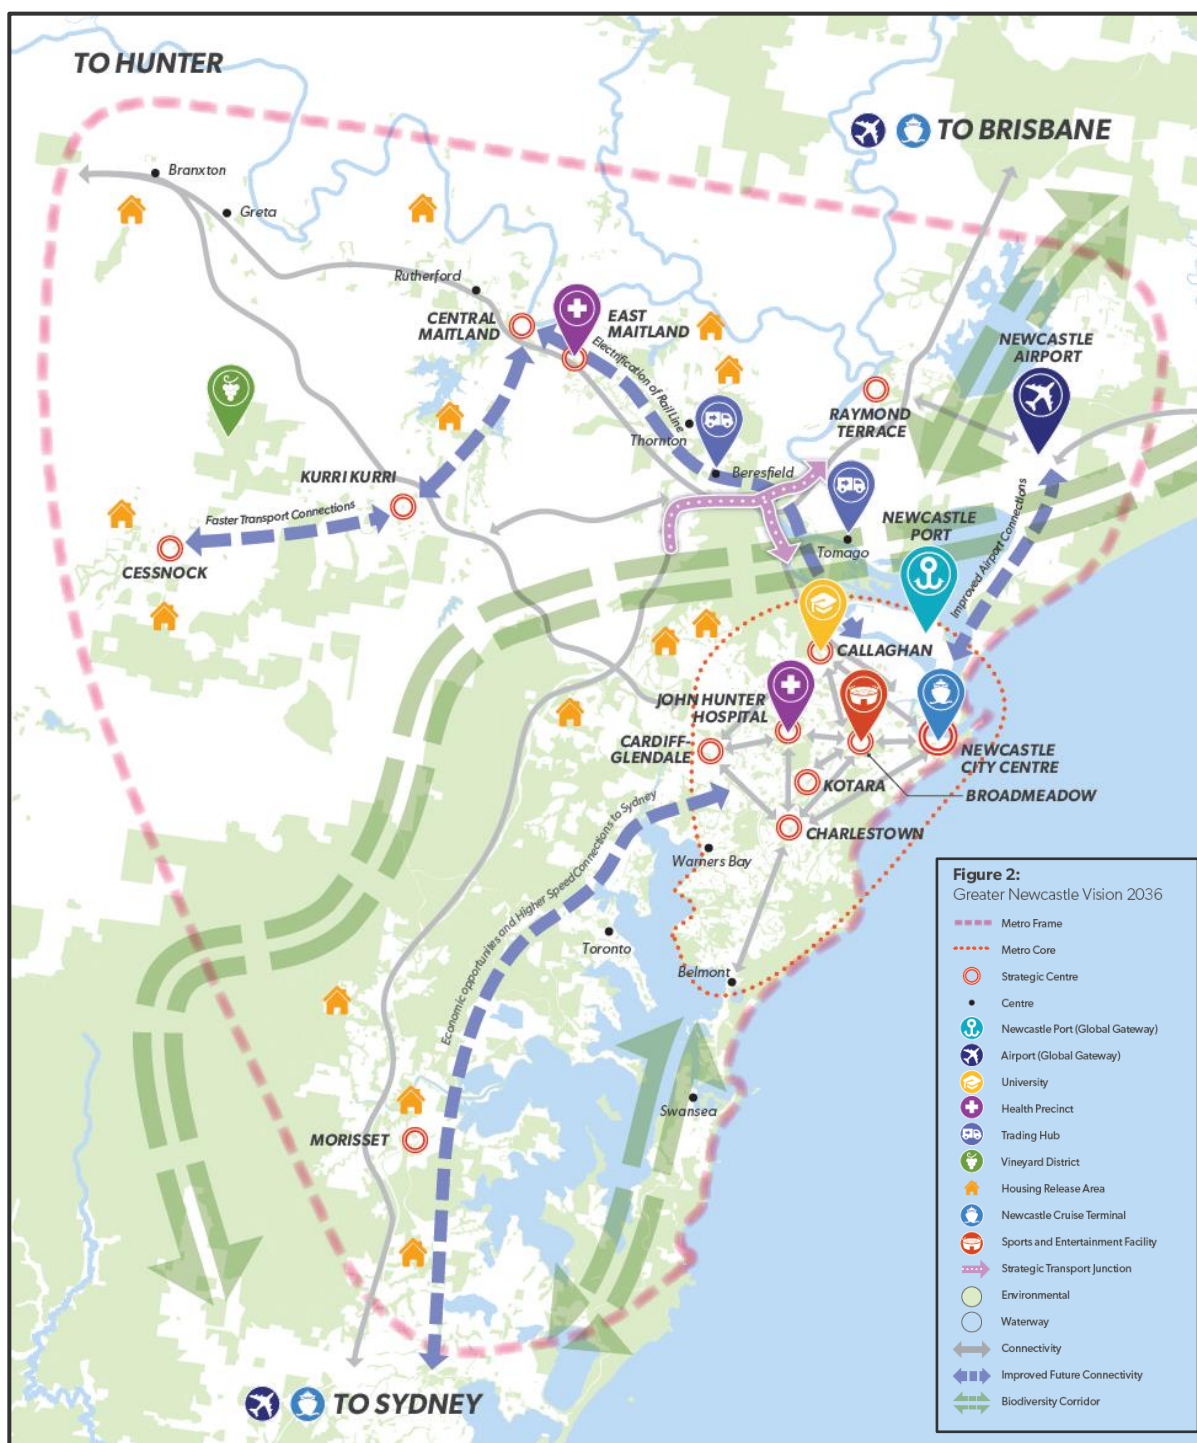 TO HUNTER
TO BRISBANE
Branxton
Greta
Rutherford
CENTRAL
MAITLAND
EAST
MAITLAND
Electrification of Rail Line
NEWCASTLE
AIRPORT
RAYMOND
TERRACE
Thornton
Beresfield
KURRI KURRI
Faster Transport Connections
CESSNOCK
NEWCASTLE
PORT
Tomago
Improved Airport Connections
CALLAGHAN
JOHN HUNTER
HOSPITAL
CARDIFF-
GLENDALE
NEWCASTLE
CITY CENTRE
KOTARA
BROADMEADOW
CHARLESTOWN
Warners Bay
Economic opportunites and Higher Speed Connections to Sydney
Toronto
Belmont
Swansea
MORISSET
TO SYDNEY
Figure 2:
Greater Newcastle Vision 2036
Metro Frame
Metro Core
Strategic Centre
Centre
Newcastle Port (Global Gateway)
Airport (Global Gateway)
University
Health Precinct
Trading Hub
Vineyard District
Housing Release Area
Newcastle Cruise Terminal
Sports and Entertainment Facility
Strategic Transport Junction
Environmental
Waterway
Connectivity
Improved Future Connectivity
Biodiversity Corridor